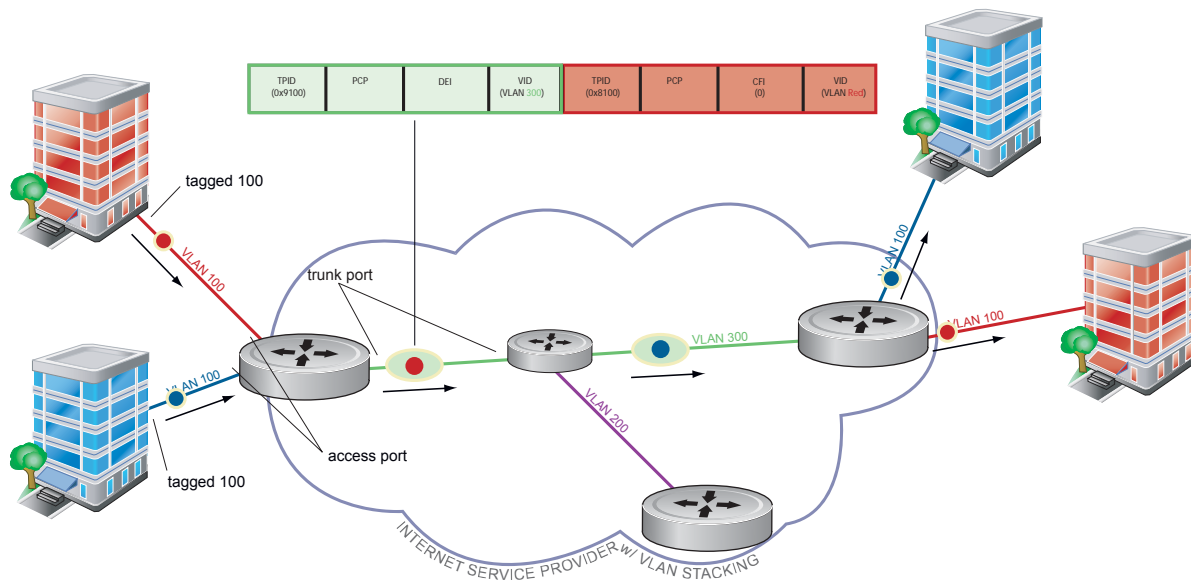 TPID
(0x9100)
PCP
DEI
VID
(VLAN 300)
TPID
(0x8100)
PCP
CFI
(0)
VID
(VLAN Red)
tagged 100
VLAN 100
trunk port
VLAN 100
VLAN 300
VLAN 100
VLAN 100
VLAN 200
access port
tagged 100
INTERNET SERVICE PROVIDER w/ VLAN STACKING